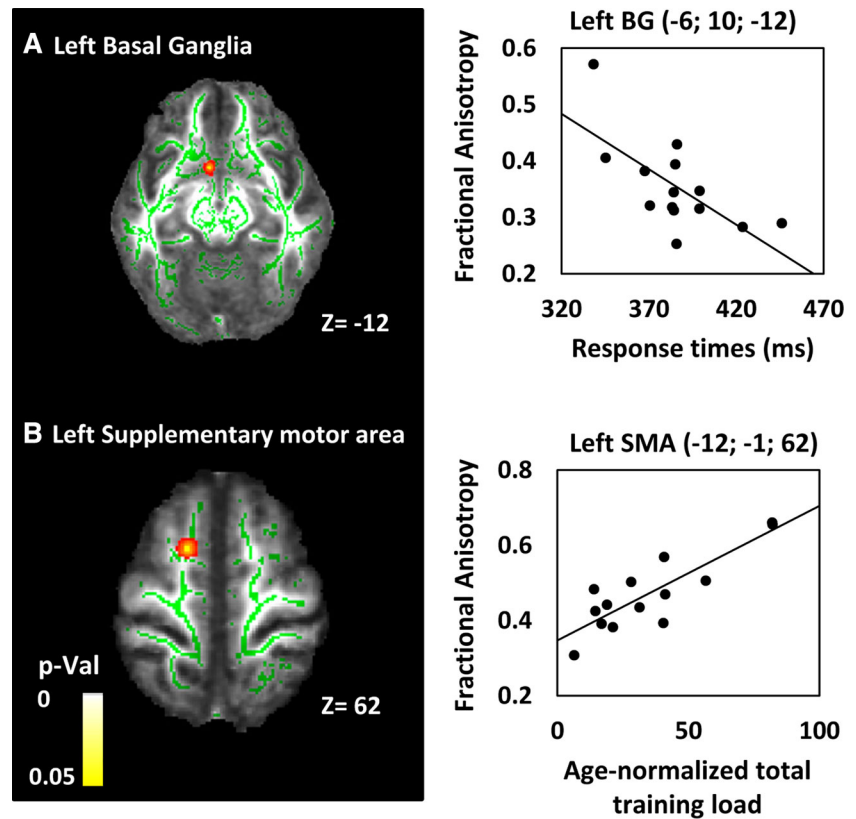 A Left Basal Ganglia
Z= -12
Left BG (-6; 10; -12)
Fractional Anisotropy
0.6
0.5
0.4
0.3
0.2
320 370 420 470
Response times (ms)
B Left Supplementary motor area
p-Val
0
0.05
Z= 62
Left SMA (-12; -1; 62)
Fractional Anisotropy
0.8
0.6
0.4
0.2
0 50 100
Age-normalized total
training load